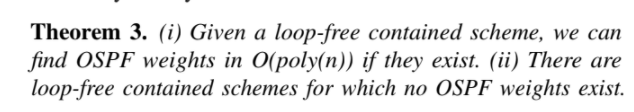 Theorem 3. (i) Given a loop-free contained scheme, we can
find OSPF weights in O(poly(n)) if they exist. (ii) There are
loop-free contained schemes for which no OSPF weights exist.